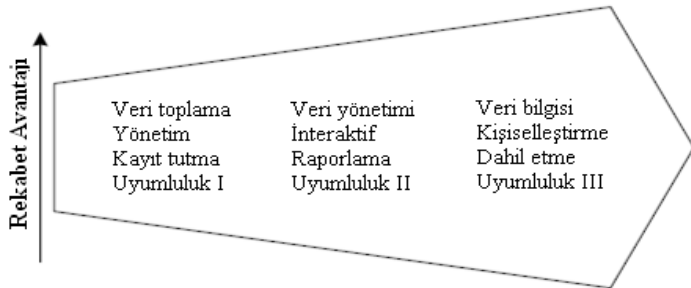 Rekabet Avantajı
Veri toplama
Yönetim
Kayıt tutma
Uyumluluk I
Veri yönetimi
İnteraktif
Raporlama
Uyumluluk II
Veri bilgisi
Kişiselleştirme
Dahil etme
Uyumluluk III